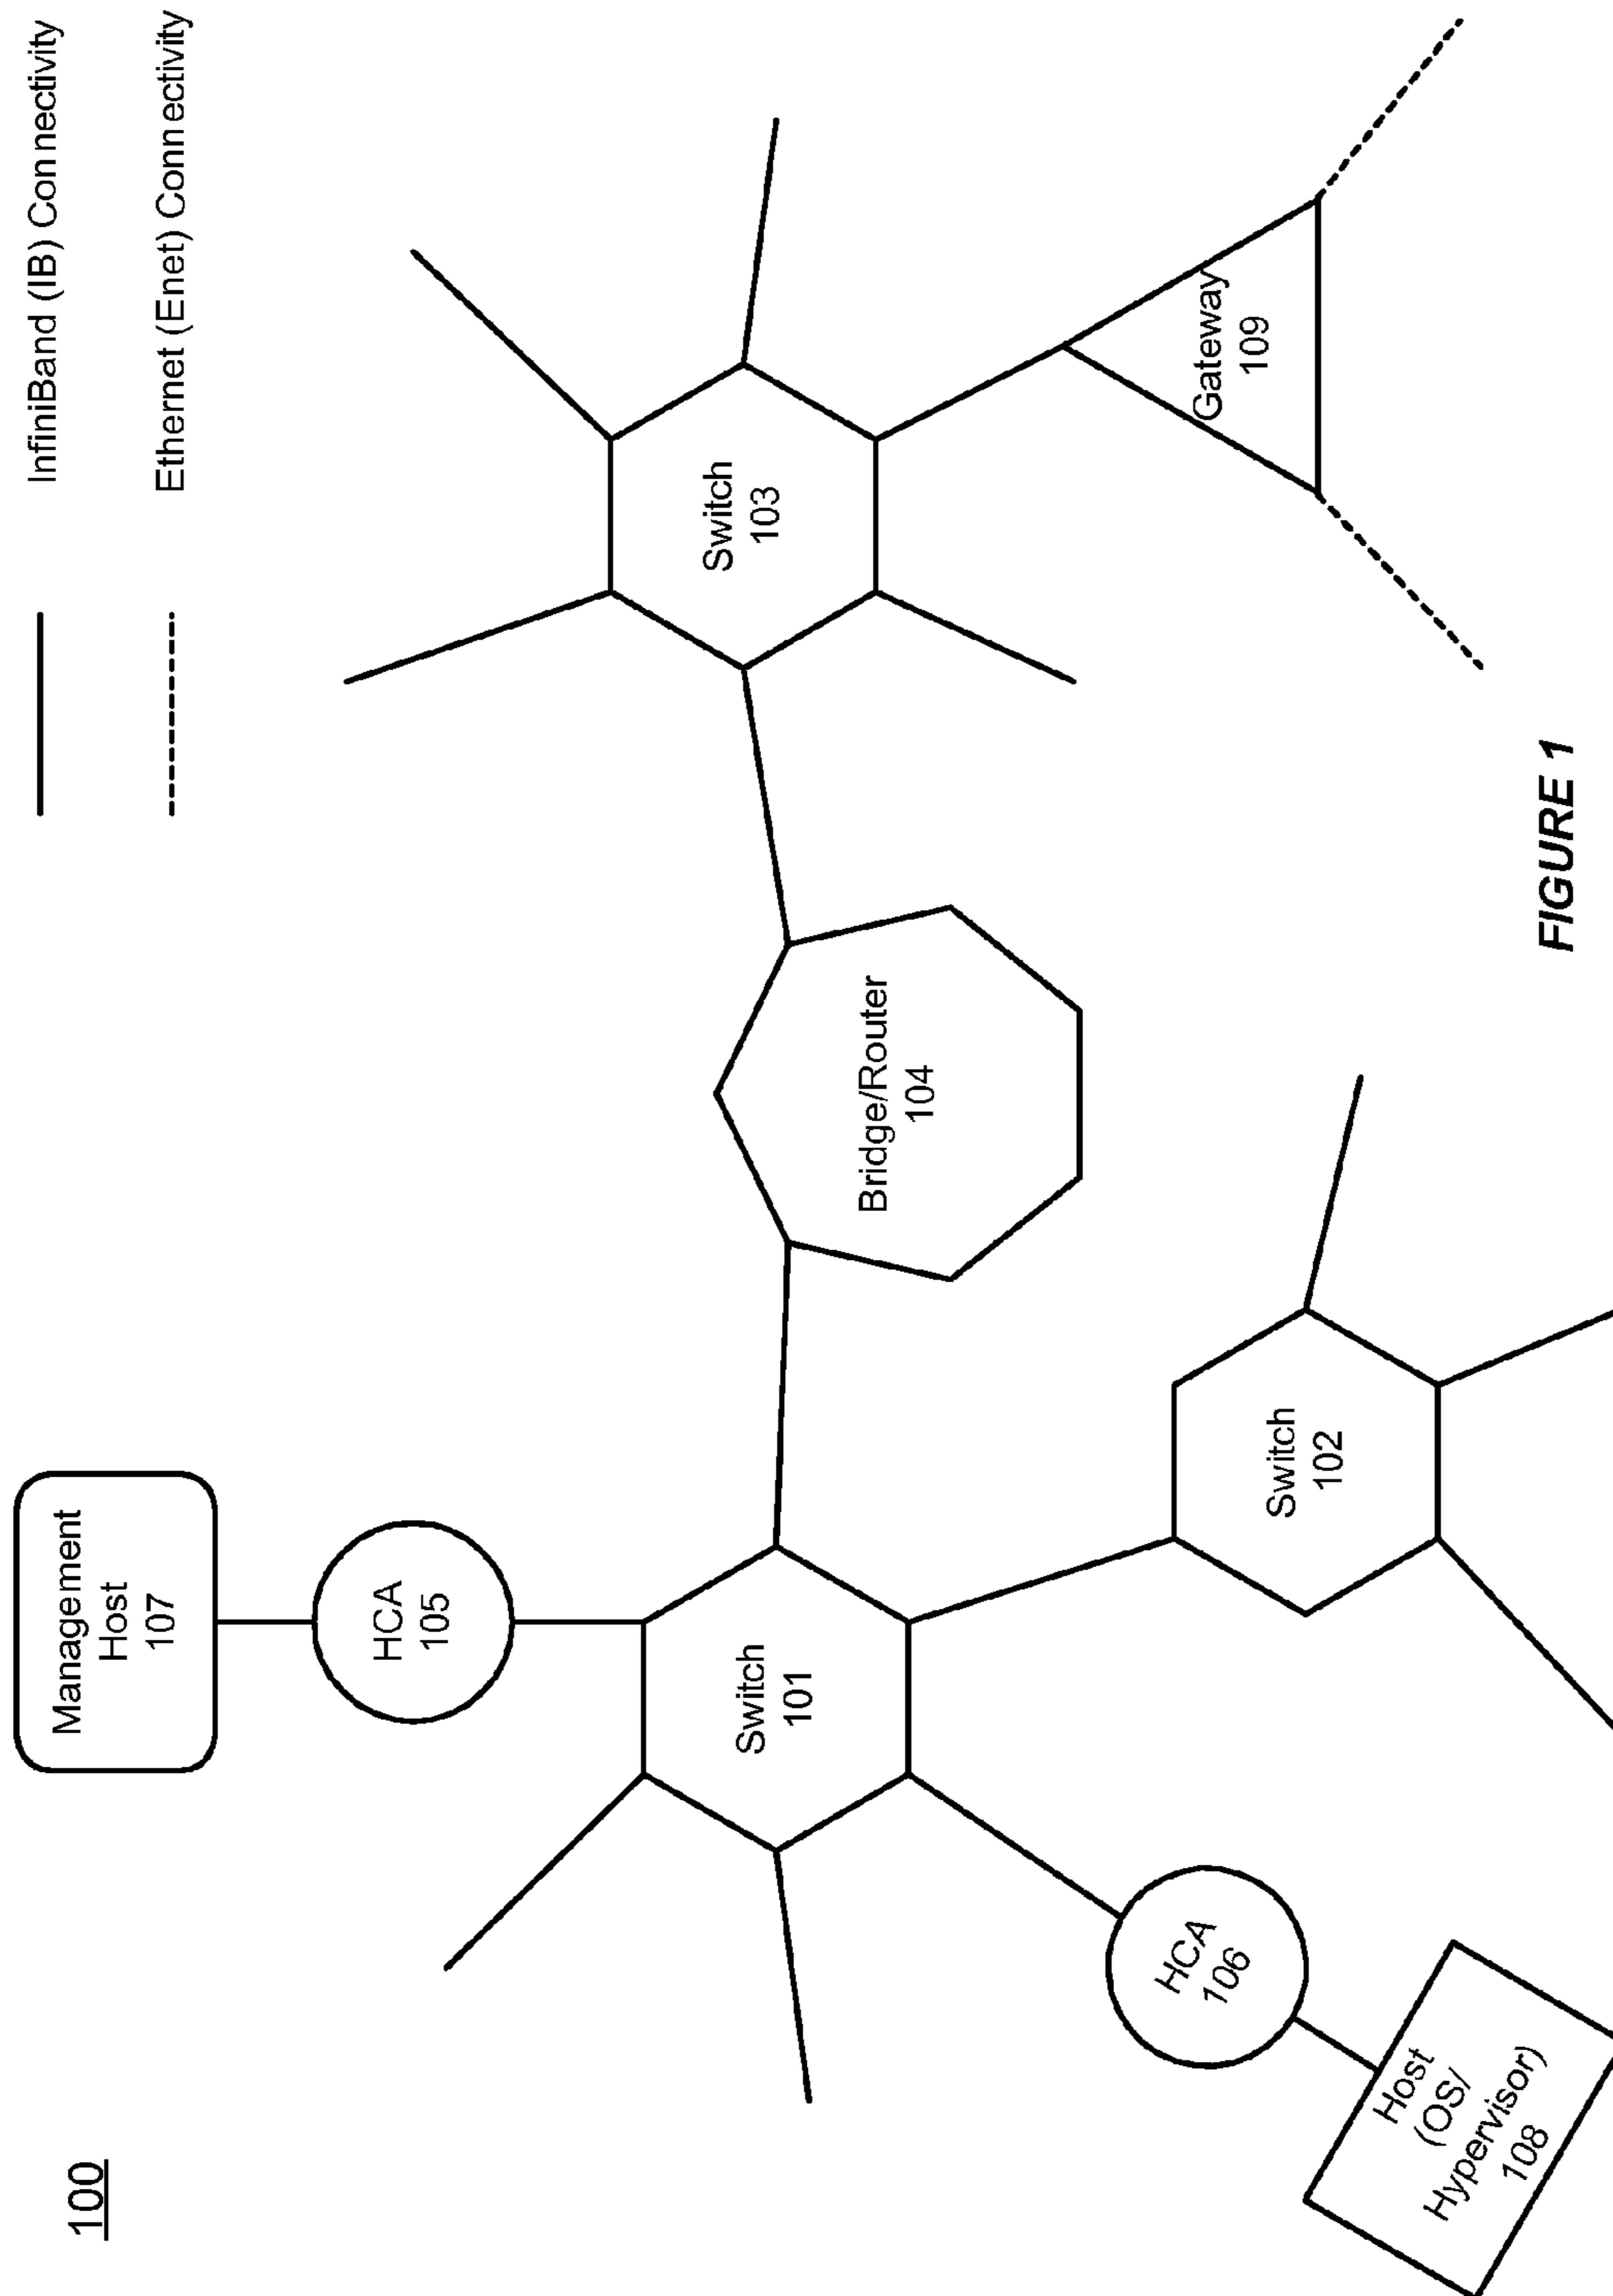 100
InfiniBand (IB) Connectivity
Ethernet (Enet) Connectivity
Management
Host
107
HCA
105
Switch
101
Switch
103
Bridge/Router
104
HCA
106
Switch
102
Gateway
109
Host
(OS/
Hypervisor)
108
FIGURE 1